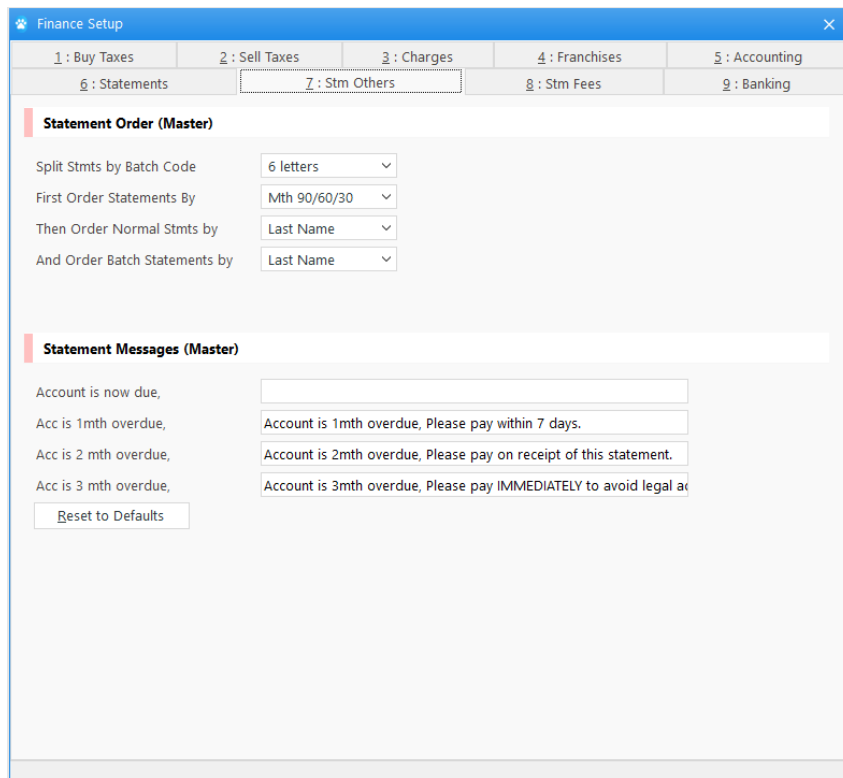 Finance Setup
1 : Buy Taxes
2 : Sell Taxes
3 : Charges
4 : Franchises
5 : Accounting
6 : Statements
7 : Stm Others
8 : Stm Fees
9 : Banking
Statement Order (Master)
Split Stmts by Batch Code
6 letters
First Order Statements By
Mth 90/60/30
Then Order Normal Stmts by
Last Name
And Order Batch Statements by
Last Name
Statement Messages (Master)
Account is now due,
Acc is 1mth overdue,
Account is 1mth overdue, Please pay within 7 days.
Acc is 2 mth overdue,
Account is 2mth overdue, Please pay on receipt of this statement.
Acc is 3 mth overdue,
Account is 3mth overdue, Please pay IMMEDIATELY to avoid legal
Reset to Defaults